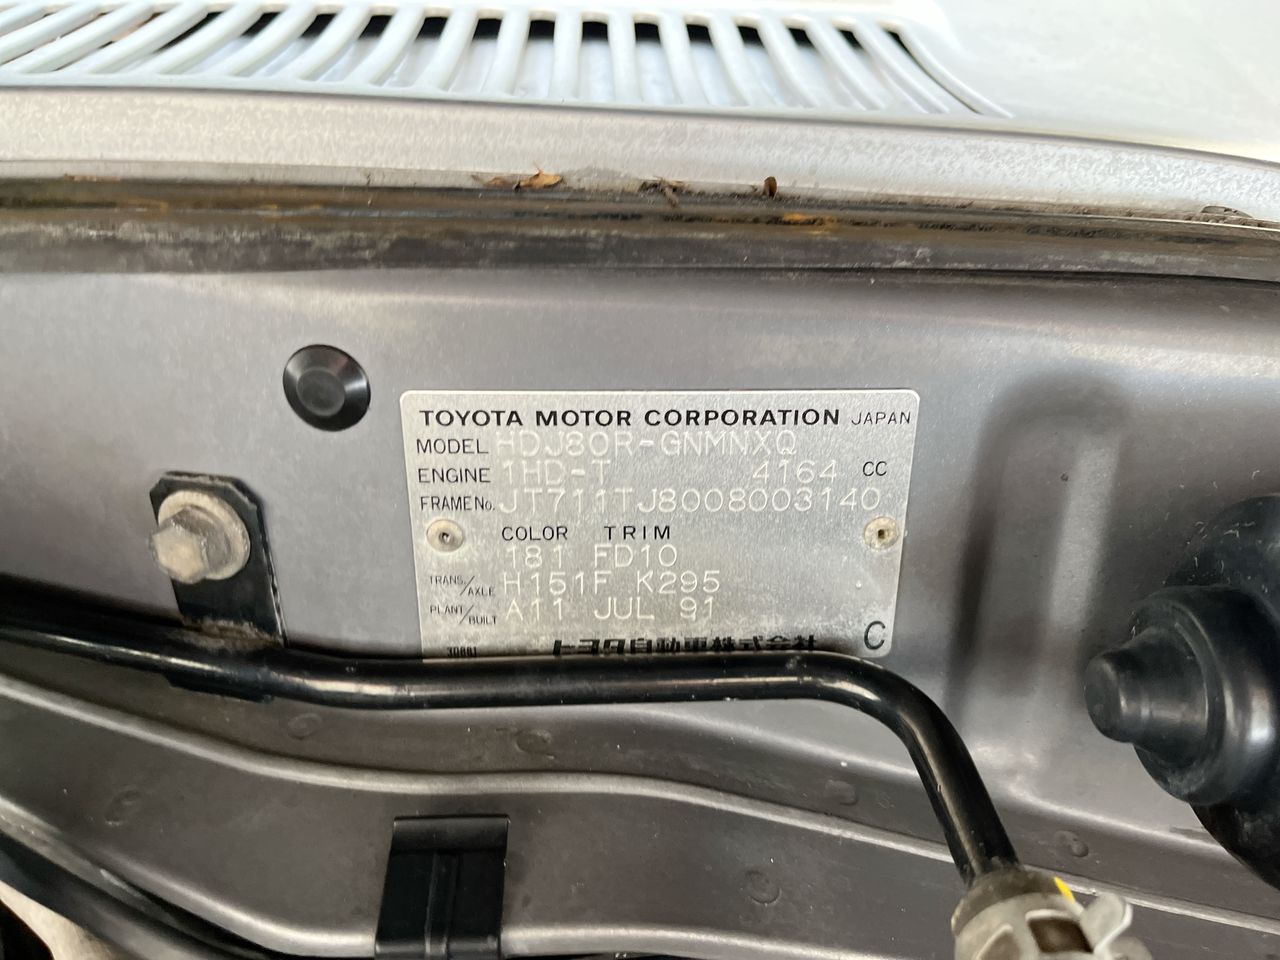 TOYOTA MOTOR CORPORATION JAPAN
MODEL HDJ80R-GNMNXQ
ENGINE 1HD-T 4164 CC
FRAME No. JT711TJ8008003140
COLOR TRIM
181 FD10
TRANS./AXLE H151F K295
PLANT/BUILT A11 JUL 91
トヨタ自動車株式会社 C